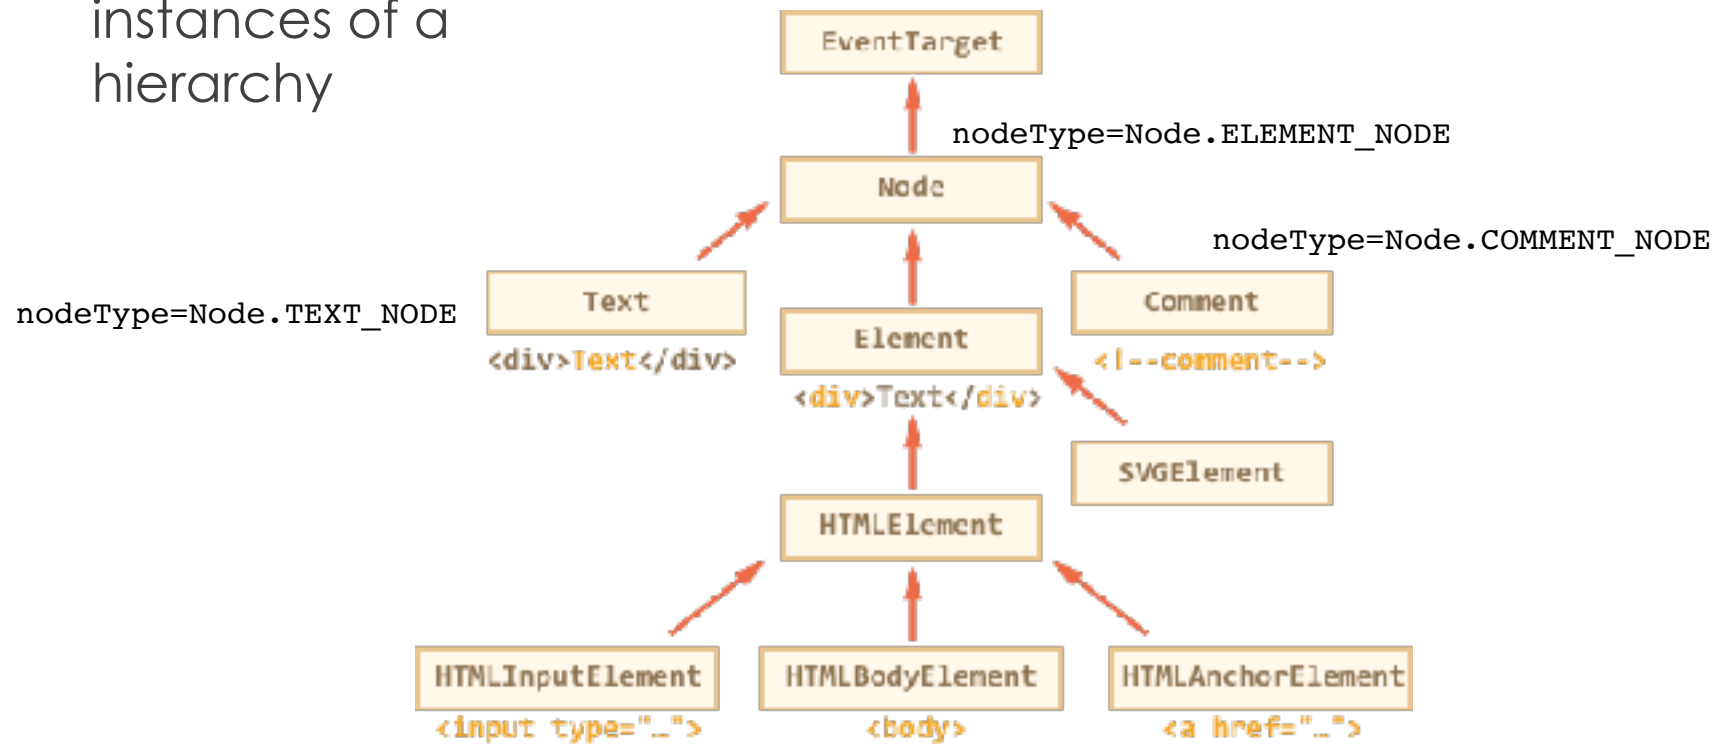 instances of a
hierarchy
EventTarget
nodeType=Node.ELEMENT_NODE
Node
nodeType=Node.COMMENT_NODE
nodeType=Node.TEXT_NODE
Text
Comment
<div>Text</div>
Element
<!--comment-->
<div>Text</div>
SVGElement
HTMLElement
HTMLInputElement
HTMLBodyElement
HTMLAnchorElement
<input type="…">
<body>
<a href="…">